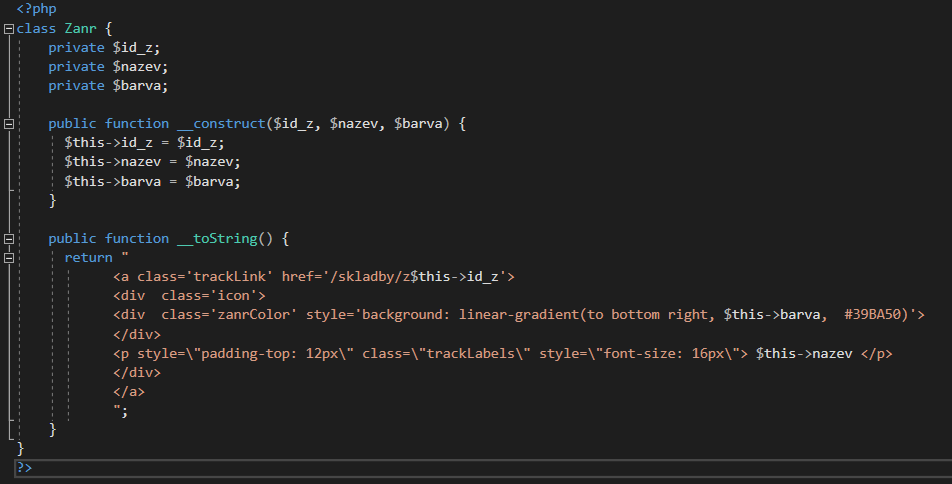 <?php
class Zanr {
    private $id_z;
    private $nazev;
    private $barva;

    public function __construct($id_z, $nazev, $barva) {
      $this->id_z = $id_z;
      $this->nazev = $nazev;
      $this->barva = $barva;
    }

    public function __toString() {
      return "
            <a class='trackLink' href='/skladby/z$this->id_z'>
            <div  class='icon'>
            <div  class='zanrColor' style='background: linear-gradient(to bottom right, $this->barva,  #39BA50)'>
            </div>
            <p style=\"padding-top: 12px\" class=\"trackLabels\" style=\"font-size: 16px\"> $this->nazev </p>
            </div>
            </a>
            ";
    }
}
?>